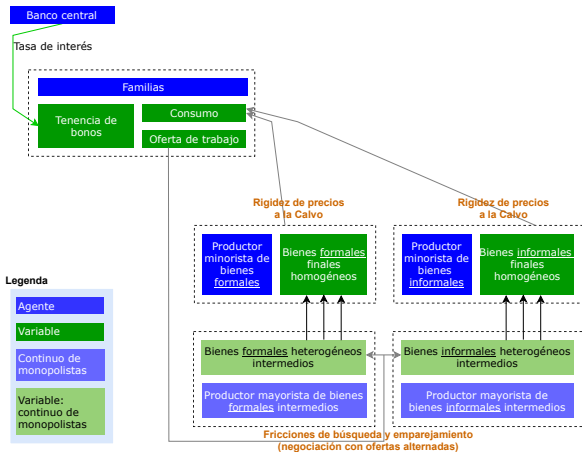 Banco central
Tasa de interés
Familias
Tenencia de
bonos
Consumo
Oferta de trabajo
Rigidez de precios
a la Calvo
Rigidez de precios
a la Calvo
Productor
minorista de
bienes
formales
Bienes formales
finales
homogéneos
Productor
minorista de
bienes
informales
Bienes informales
finales
homogéneos
Legenda
Agente
Variable
Continuo de
monopolistas
Variable:
continuo de
monopolistas
Bienes formales heterogéneos
intermedios
Bienes informales heterogéneos
intermedios
Productor mayorista de bienes
formales intermedios
Productor mayorista de
bienes informales intermedios
Fricciones de búsqueda y emparejamiento
(negociación con ofertas alternadas)